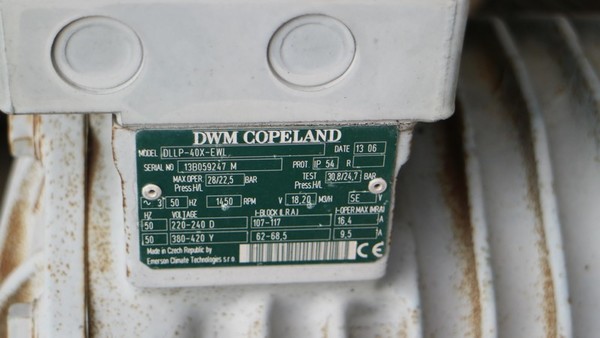 DWM COPELAND
MODEL DLLP-40X-EWL DATE 13 06
SERIAL NO 13B059247 M PROT. IP 54 R
MAX.OPER Press.H/L 28/22,5 BAR TEST Press.H/L 30,8/24,7 BAR
~ 3 50 HZ 1450 RPM V 18,20 M3/H SE V
HZ VOLTAGE I-BLOCK (L.R.A.) I-OPER.MAX (MRA)
50 220-240 D 107-117 16,4 A
50 380-420 Y 62-68,5 9,5 A
Made in Czech Republic by
Emerson Climate Technologies s.r.o. CE